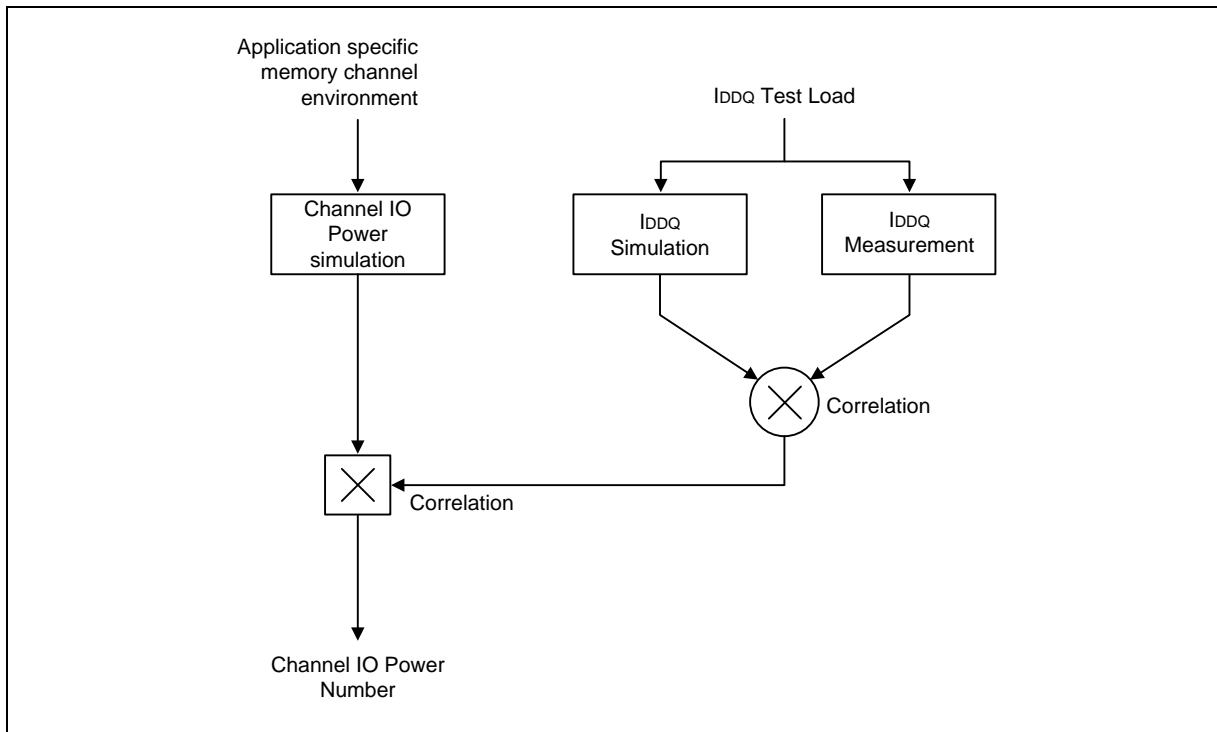 Application specific
memory channel
environment
IDDQ Test Load
Channel IO
Power
simulation
IDDQ
Simulation
IDDQ
Measurement
Correlation
Correlation
Channel IO Power
Number